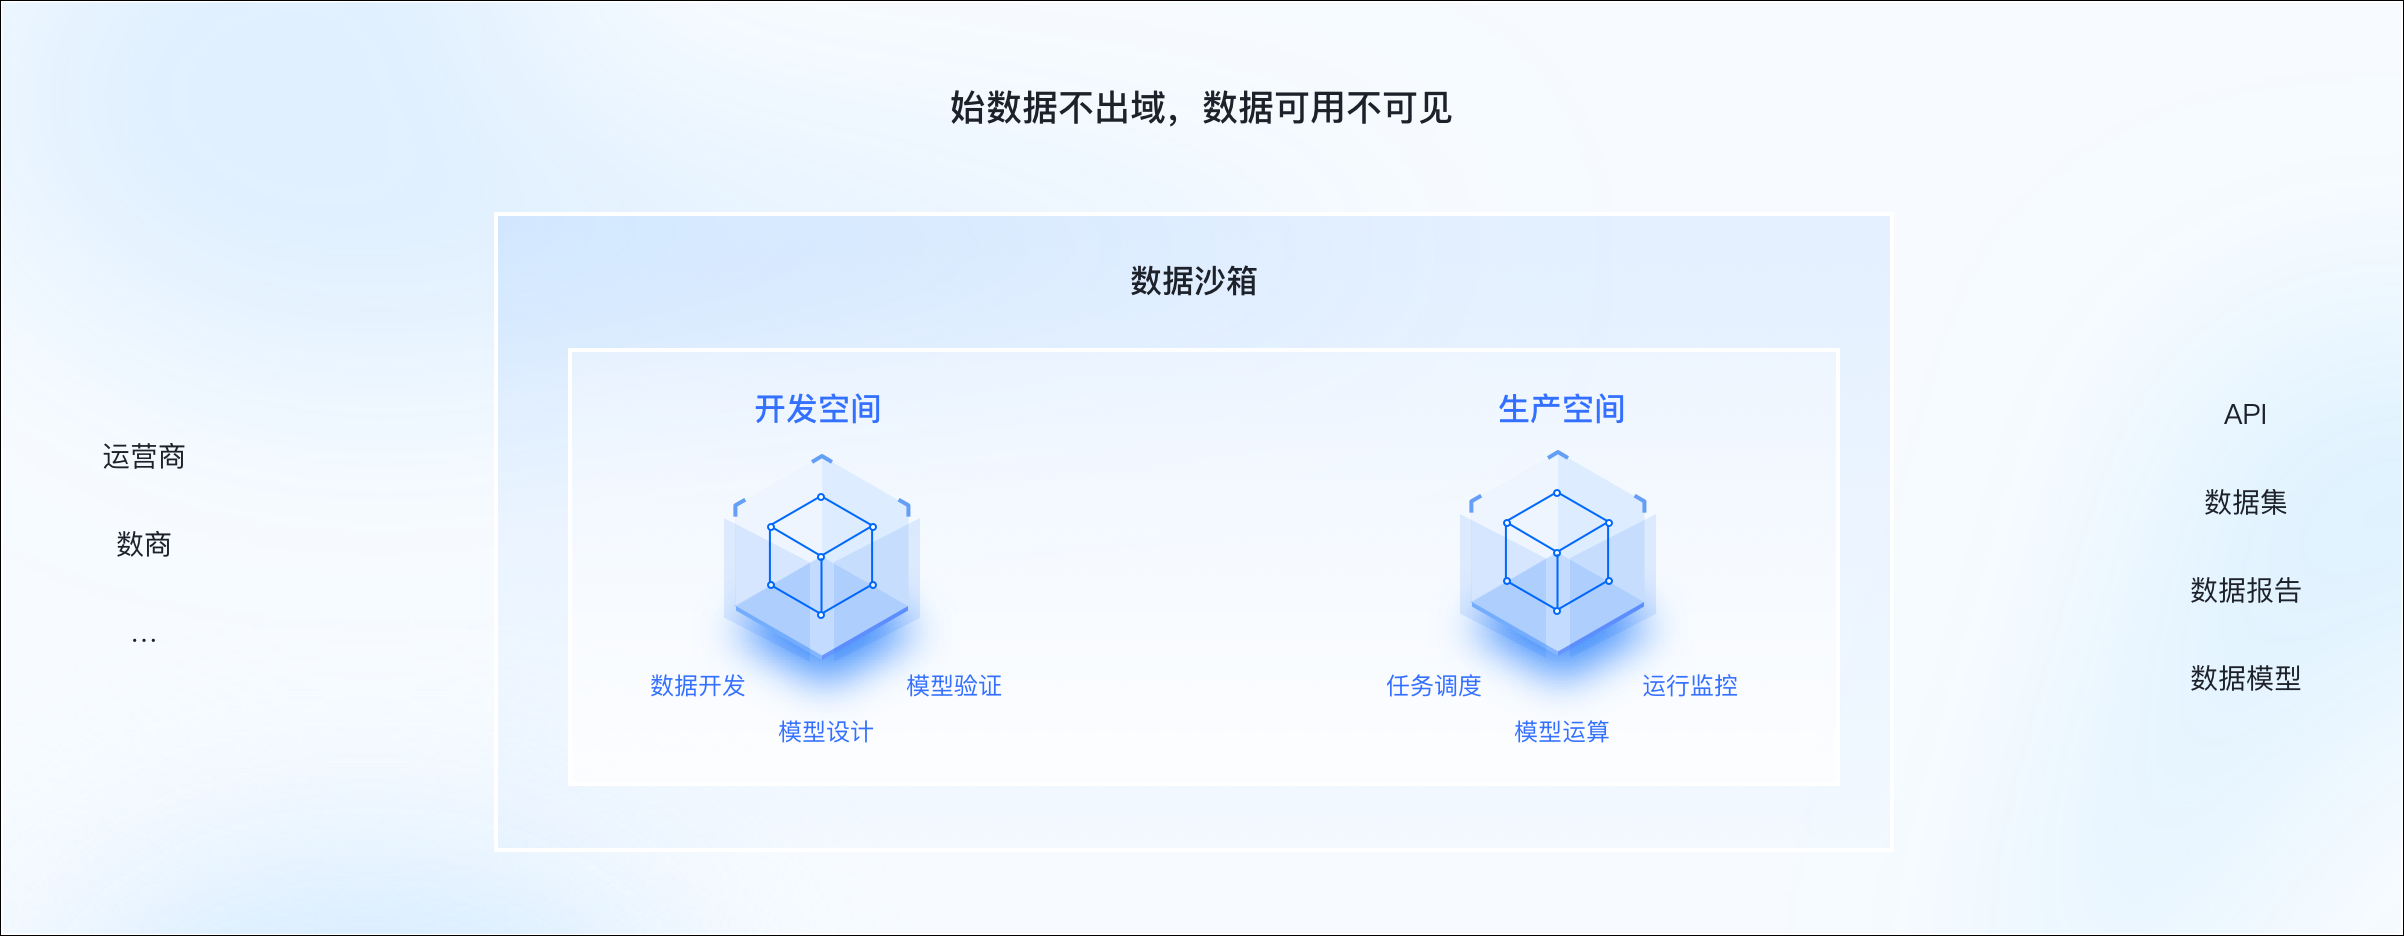 始数据不出域，数据可用不可见
数据沙箱
运营商
数商
...
开发空间
数据开发
模型设计
模型验证
生产空间
任务调度
模型运算
运行监控
API
数据集
数据报告
数据模型